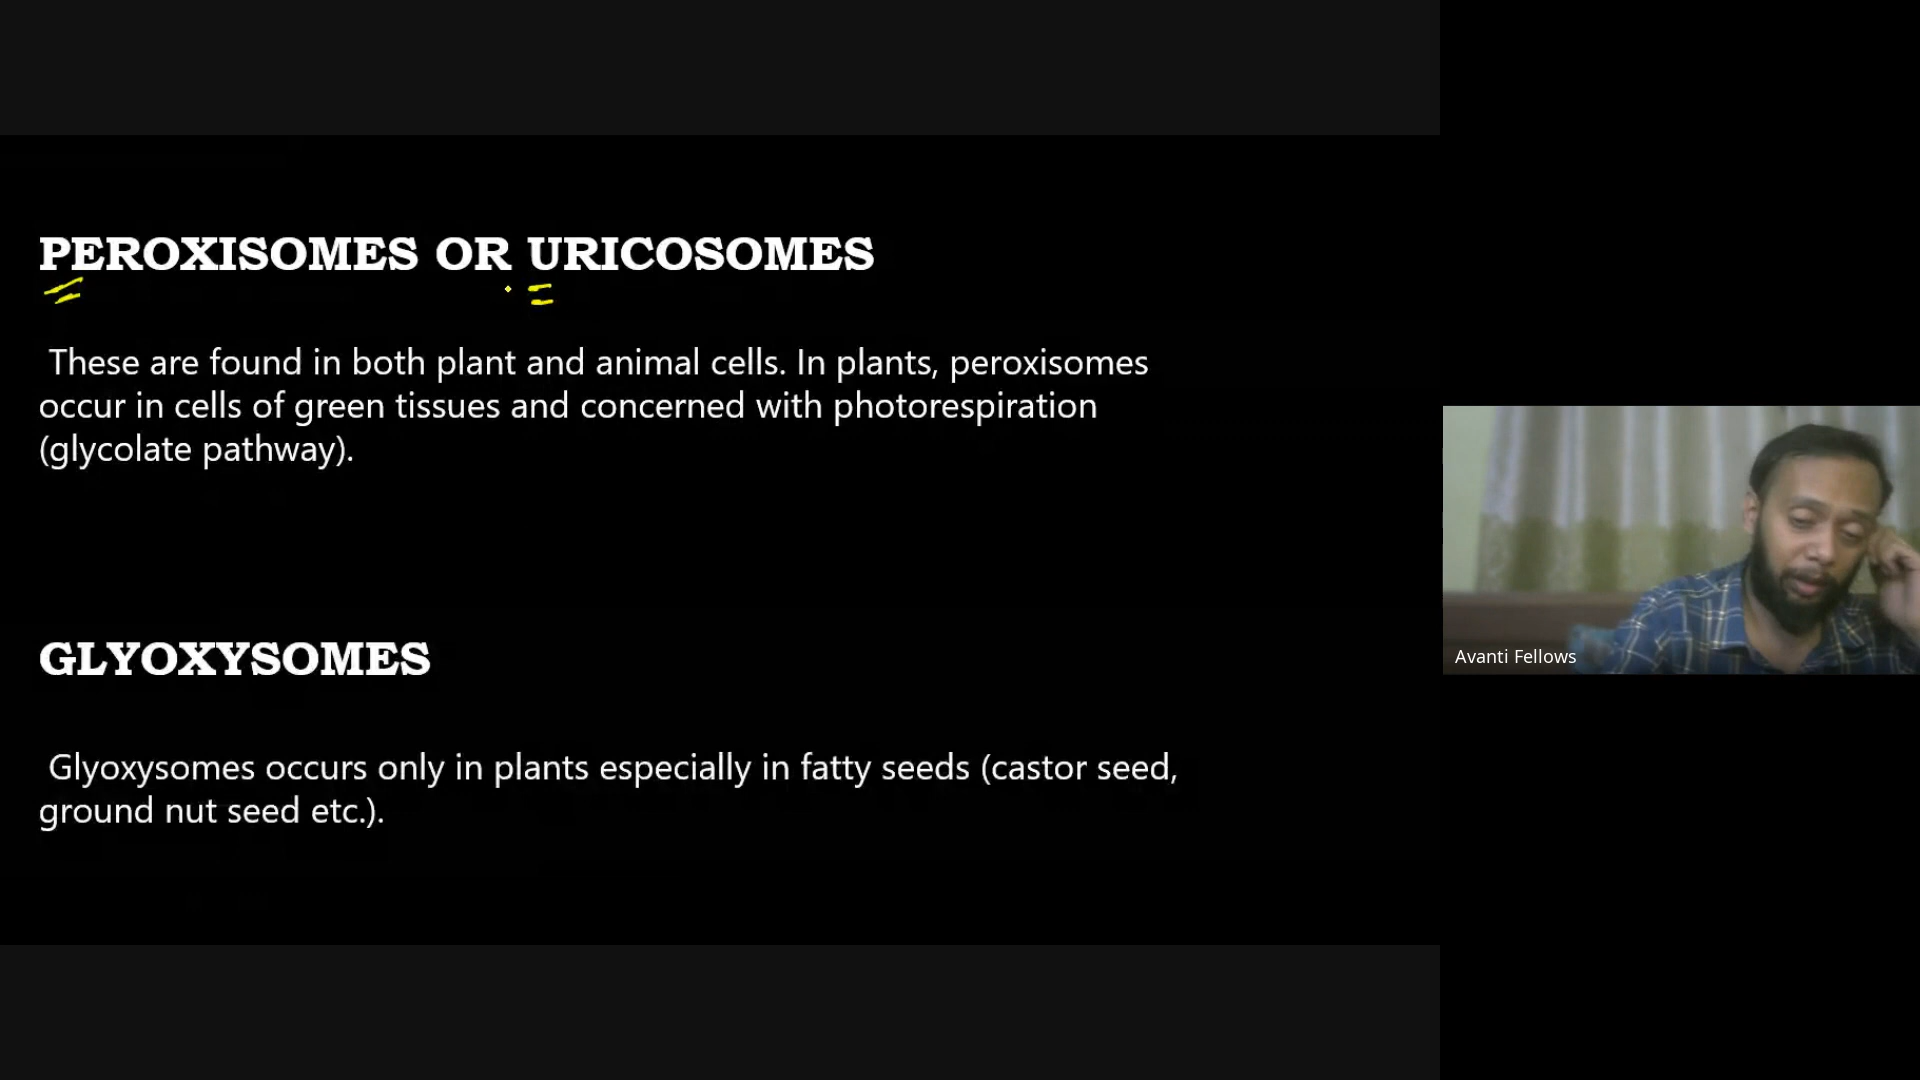 PEROXISOMES OR URICOSOMES
These are found in both plant and animal cells. In plants, peroxisomes
occur in cells of green tissues and concerned with photorespiration
(glycolate pathway).
GLYOXYSOMES
Glyoxysomes occurs only in plants especially in fatty seeds (castor seed,
ground nut seed etc.).
Avanti Fellows